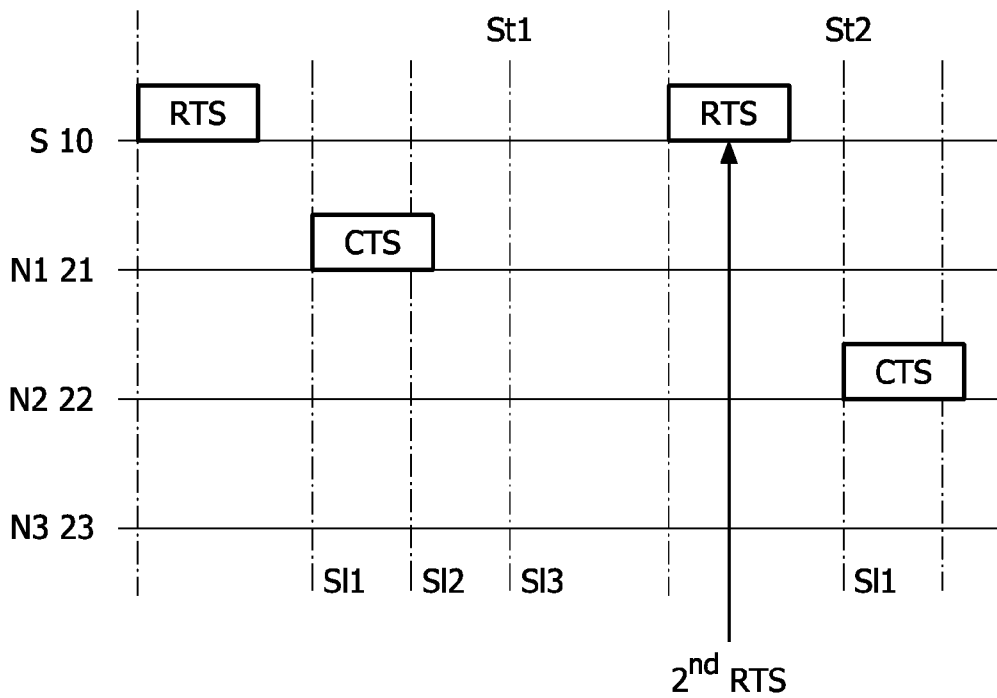 St1 St2
RTS RTS
S 10
CTS
N1 21
CTS
N2 22
N3 23
Sl1 Sl2 Sl3 Sl1
2nd RTS